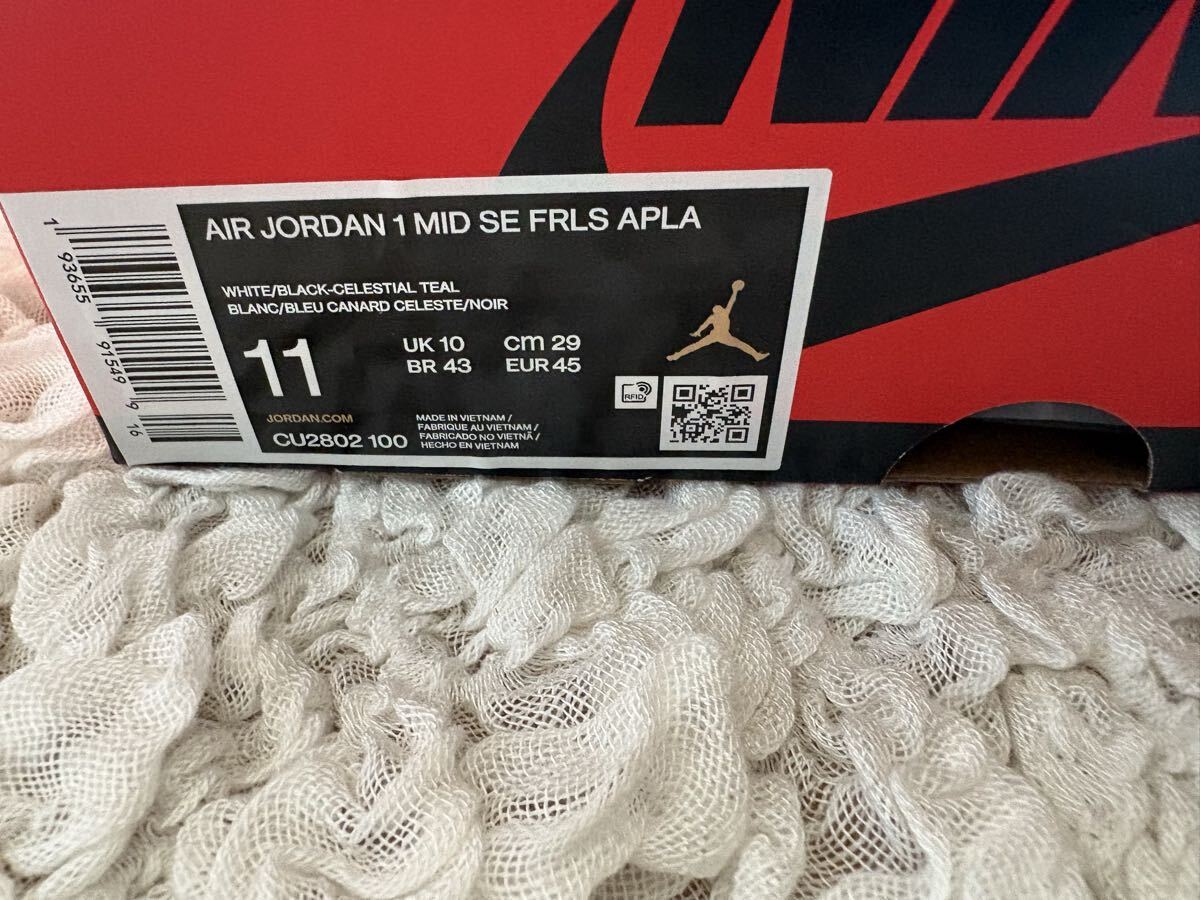 NIKE
AIR JORDAN 1 MID SE FRLS APLA
WHITE/BLACK-CELESTIAL TEAL
BLANC/BLEU CANARD CELESTE/NOIR
11
UK 10 cm 29
BR 43 EUR 45
RFID
JORDAN.COM
CU2802 100
MADE IN VIETNAM /
FABRIQUE AU VIETNAM /
FABRICADO NO VIETNÃ /
HECHO EN VIETNAM
1 93655 91549 9 16